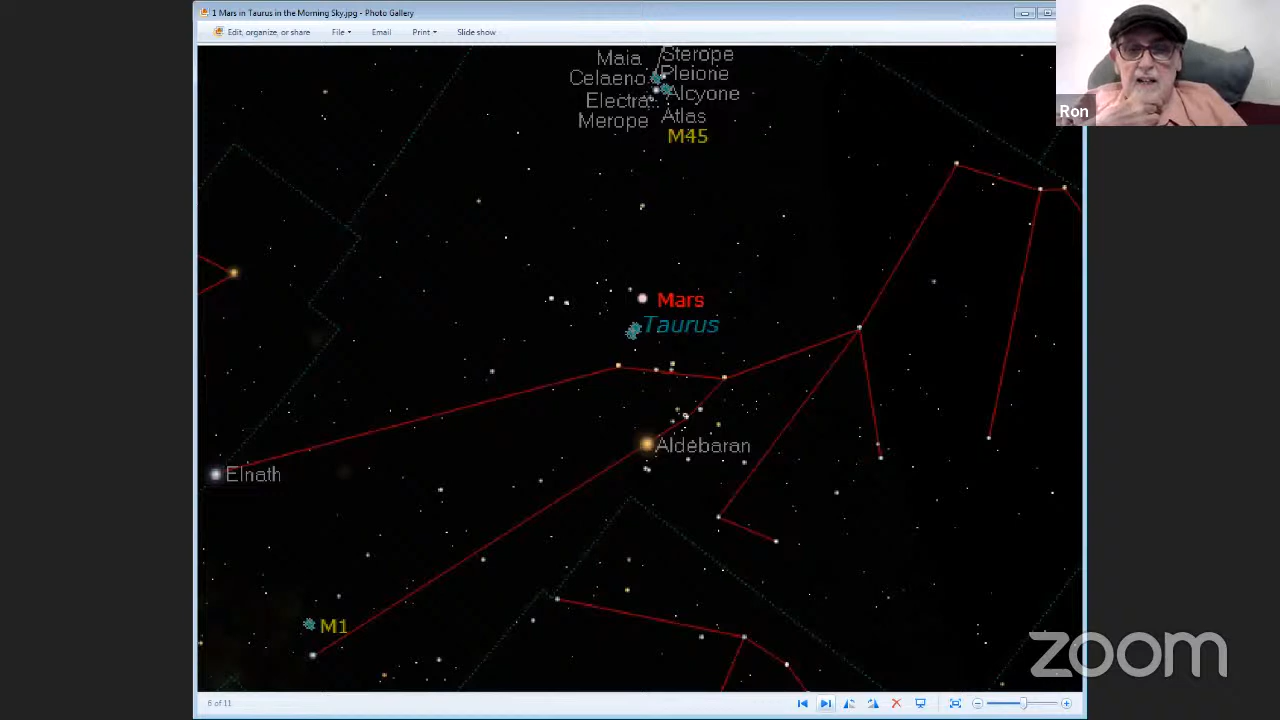 1 Mars in Taurus in the Morning Sky.jpg - Photo Gallery
Edit, organize, or share File Email Print Slide show
Maia Sterope
Celaeno Pleione
Electra Alcyone
Merope Atlas
M45
Ron
Mars
Taurus
Aldebaran
Elnath
M1
zoom
6 of 11